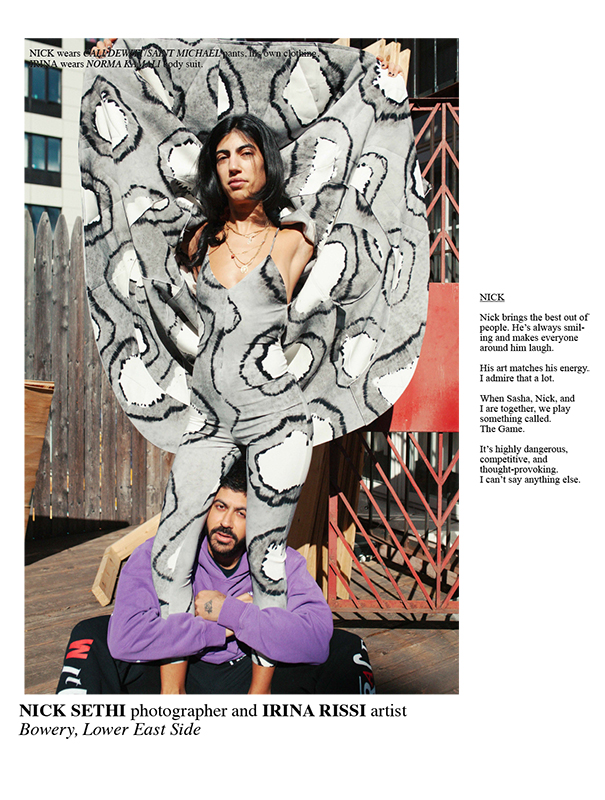 NICK wears CALI DEWITT/SAINT MICHAEL pants, his own clothing.
IRINA wears NORMA KAMALI body suit.
NICK
Nick brings the best out of
people. He’s always smil-
ing and makes everyone
around him laugh.
His art matches his energy.
I admire that a lot.
When Sasha, Nick, and
I are together, we play
something called.
The Game.
It’s highly dangerous,
competitive, and
thought-provoking.
I can’t say anything else.
NICK SETHI photographer and IRINA RISSI artist
Bowery, Lower East Side